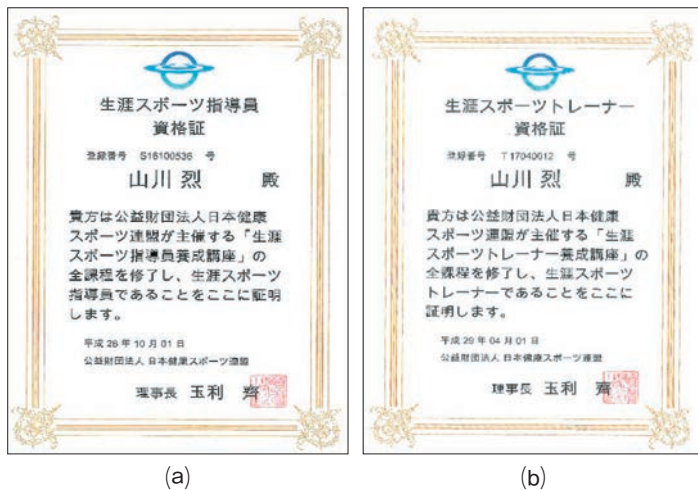 生涯スポーツ指導員
資格証
登録番号 S16100536 号
山川 烈 殿
貴方は公益財団法人日本健康
スポーツ連盟が主催する「生涯
スポーツ指導員養成講座」の
全課程を修了し、生涯スポーツ
指導員であることをここに証明
します。
平成 28 年 10 月 01 日
公益財団法人 日本健康スポーツ連盟
理事長 玉利 齊
(a)
生涯スポーツトレーナー
資格証
登録番号 T17040012 号
山川 烈 殿
貴方は公益財団法人日本健康
スポーツ連盟が主催する「生涯
スポーツトレーナー養成講座」の
全課程を修了し、生涯スポーツ
トレーナーであることをここに
証明します。
平成 29 年 04 月 01 日
公益財団法人 日本健康スポーツ連盟
理事長 玉利 齊
(b)